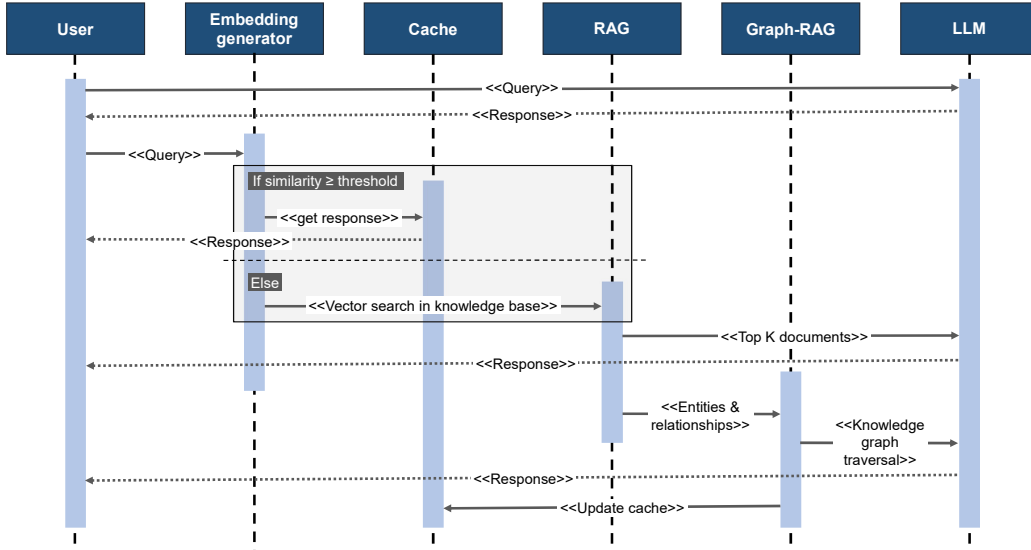 User
Embedding
generator
Cache
RAG
Graph-RAG
LLM
<<Query>>
<<Response>>
<<Query>>
If similarity ≥ threshold
<<get response>>
<<Response>>
Else
<<Vector search in knowledge base>>
<<Top K documents>>
<<Response>>
<<Entities &
relationships>>
<<Knowledge
graph
traversal>>
<<Response>>
<<Update cache>>